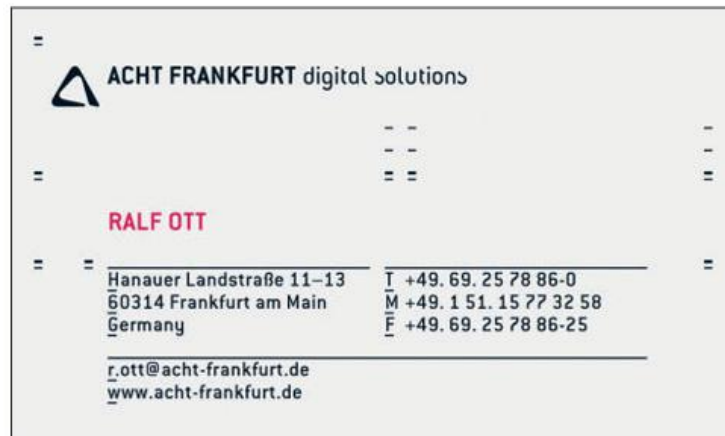 ACHT FRANKFURT digital solutions
RALF OTT
Hanauer Landstraße 11–13
60314 Frankfurt am Main
Germany
T +49. 69. 25 78 86-0
M +49. 1 51. 15 77 32 58
F +49. 69. 25 78 86-25
r.ott@acht-frankfurt.de
www.acht-frankfurt.de